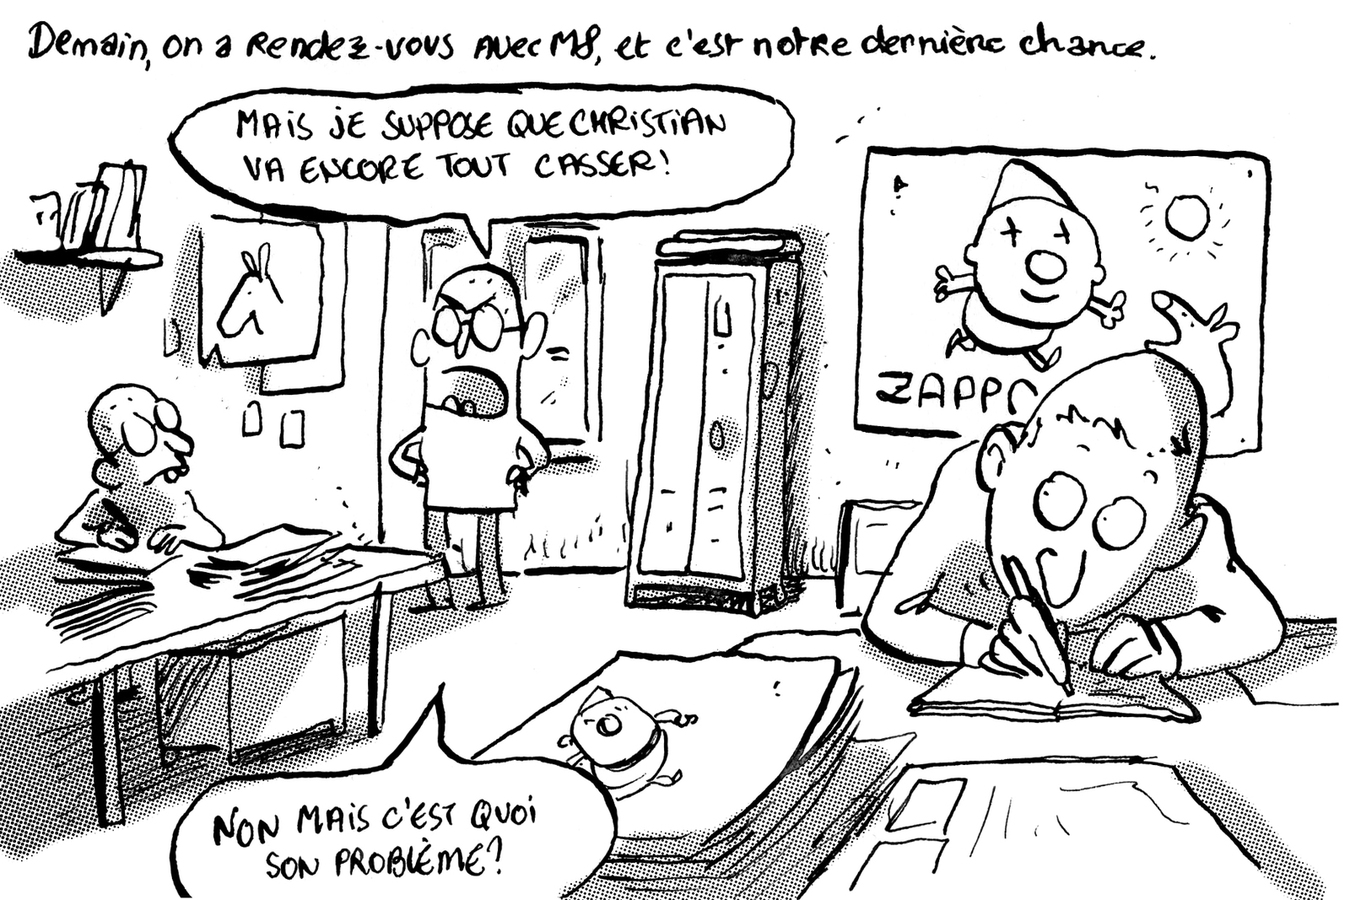 Demain, on a Rendez-vous avec M8, et c'est notre dernière chance.
MAIS JE SUPPOSE QUE CHRISTIAN
VA ENCORE TOUT CASSER!
ZAPPO
NON MAIS C'EST QUOI
SON PROBLÈME?